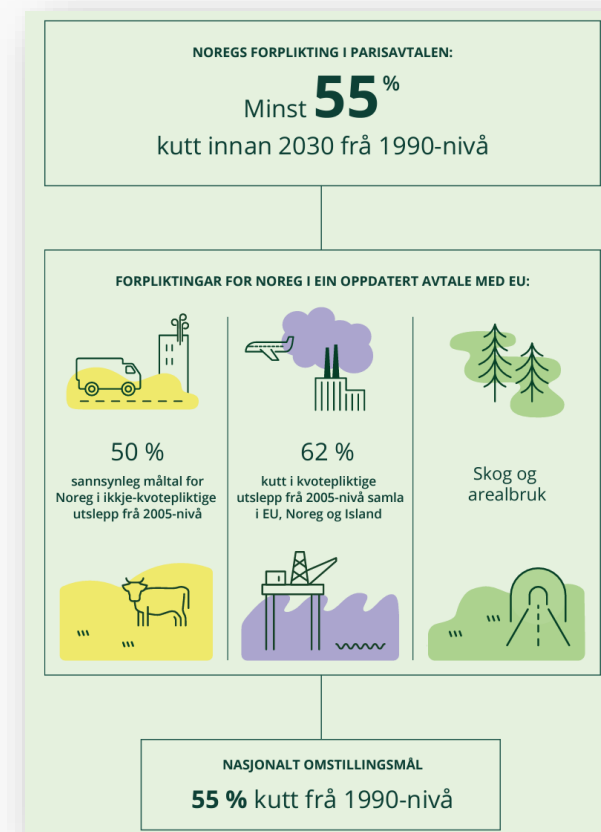 NOREGS FORPLIKTING I PARISAVTALEN:
Minst 55 %
kutt innan 2030 frå 1990-nivå
FORPLIKTINGAR FOR NOREG I EIN OPPDATERT AVTALE MED EU:
50 %
sannsynleg måltal for
Noreg i ikkje-kvotepliktige
utslepp frå 2005-nivå
62 %
kutt i kvotepliktige
utslepp frå 2005-nivå samla
i EU, Noreg og Island
Skog og
arealbruk
NASJONALT OMSTILLINGSMÅL
55 % kutt frå 1990-nivå